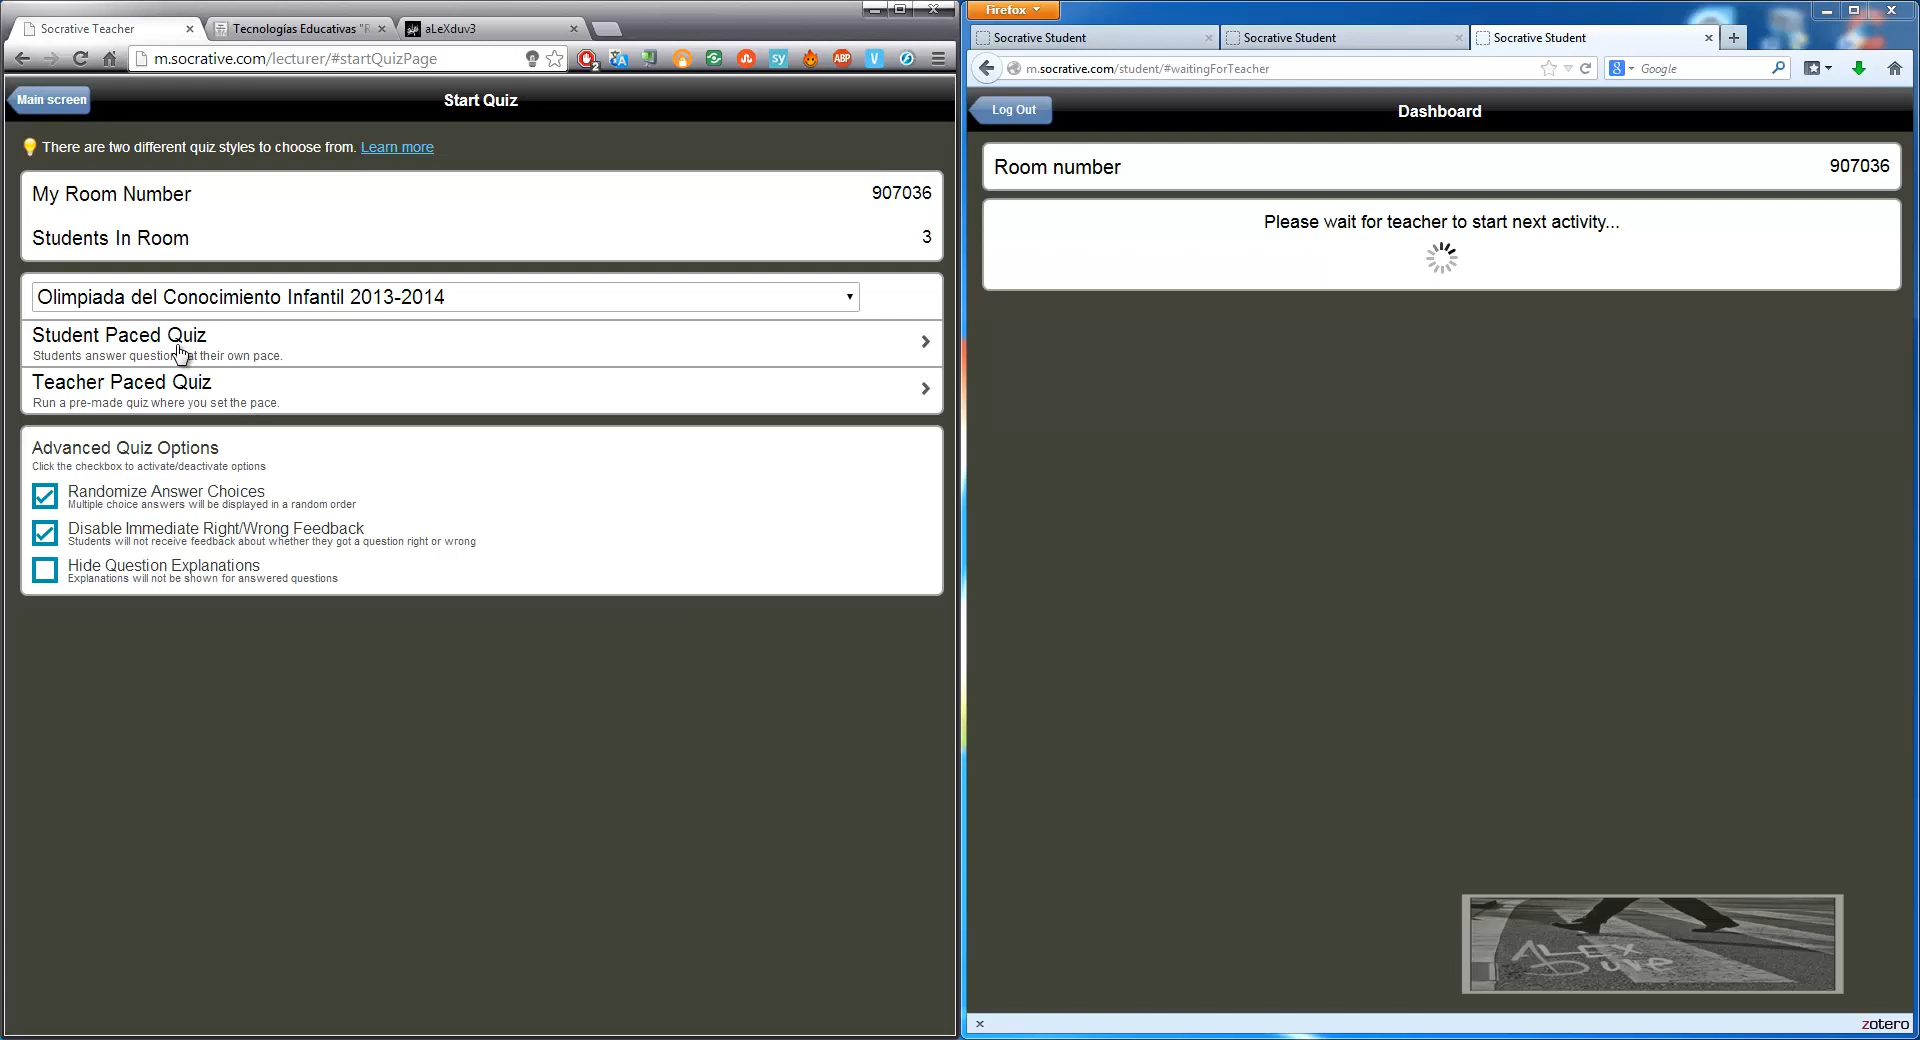 Socrative Teacher
Tecnologías Educativas "R
aLeXduv3
m.socrative.com/lecturer/#startQuizPage
Main screen
Start Quiz
There are two different quiz styles to choose from. Learn more
My Room Number
907036
Students In Room
3
Olimpiada del Conocimiento Infantil 2013-2014
Student Paced Quiz
Students answer question at their own pace.
Teacher Paced Quiz
Run a pre-made quiz where you set the pace.
Advanced Quiz Options
Click the checkbox to activate/deactivate options
Randomize Answer Choices
Multiple choice answers will be displayed in a random order
Disable Immediate Right/Wrong Feedback
Students will not receive feedback about whether they got a question right or wrong
Hide Question Explanations
Explanations will not be shown for answered questions
2
sy
ABP
V
Firefox
Socrative Student
Socrative Student
Socrative Student
m.socrative.com/student/#waitingForTeacher
8
Google
Log Out
Dashboard
Room number
907036
Please wait for teacher to start next activity...
ALEX
Duve
zotero